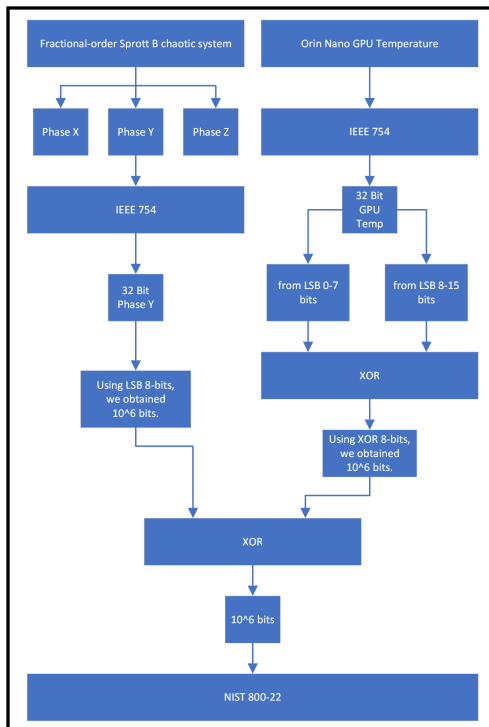 Fractional-order Sprott B chaotic system
Orin Nano GPU Temperature
Phase X
Phase Y
Phase Z
IEEE 754
32 Bit
GPU
Temp
IEEE 754
from LSB 0-7
bits
from LSB 8-15
bits
32 Bit
Phase Y
XOR
Using LSB 8-bits,
we obtained
10^6 bits.
Using XOR 8-bits,
we obtained
10^6 bits.
XOR
10^6 bits
NIST 800-22